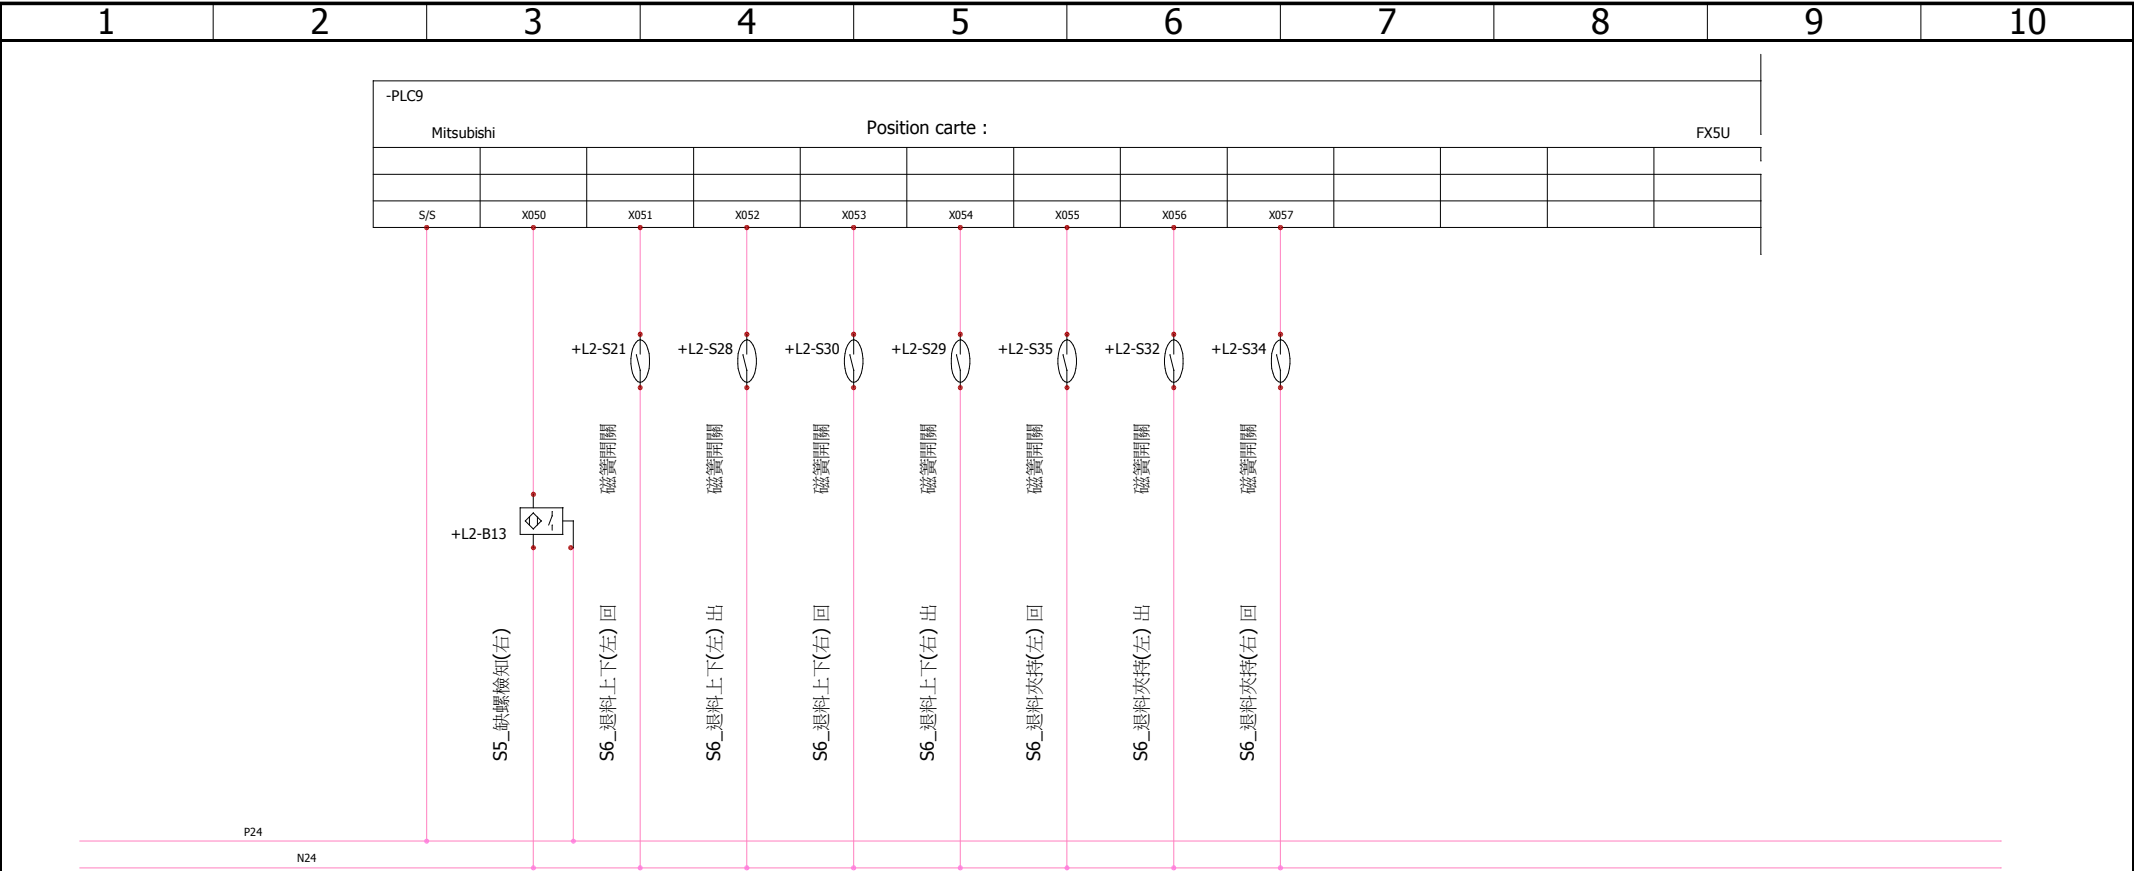 1 2 3 4 5 6 7 8 9 10
-PLC9
Mitsubishi Position carte : FX5U
S/S X050 X051 X052 X053 X054 X055 X056 X057
+L2-S21 +L2-S28 +L2-S30 +L2-S29 +L2-S35 +L2-S32 +L2-S34
磁簧開關
磁簧開關
磁簧開關
磁簧開關
磁簧開關
磁簧開關
磁簧開關
+L2-B13
S5_缺螺檢知(右)
S6_退料上下(左) 回
S6_退料上下(左) 出
S6_退料上下(右) 回
S6_退料上下(右) 出
S6_退料夾持(左) 回
S6_退料夾持(左) 出
S6_退料夾持(右) 回
P24
N24